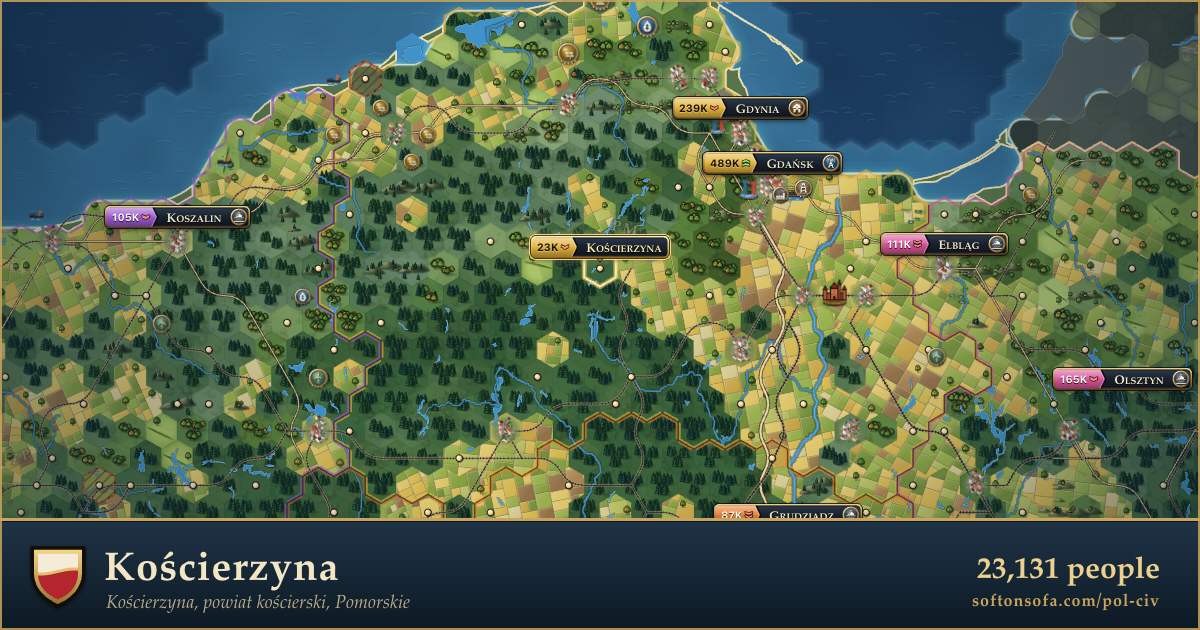 239K GDYNIA
489K GDAŃSK
105K KOSZALIN
23K KOŚCIERZYNA
111K ELBLĄG
165K OLSZTYN
87K GRUDZIĄDZ
Kościerzyna
Kościerzyna, powiat kościerski, Pomorskie
23,131 people
softonsofa.com/pol-civ